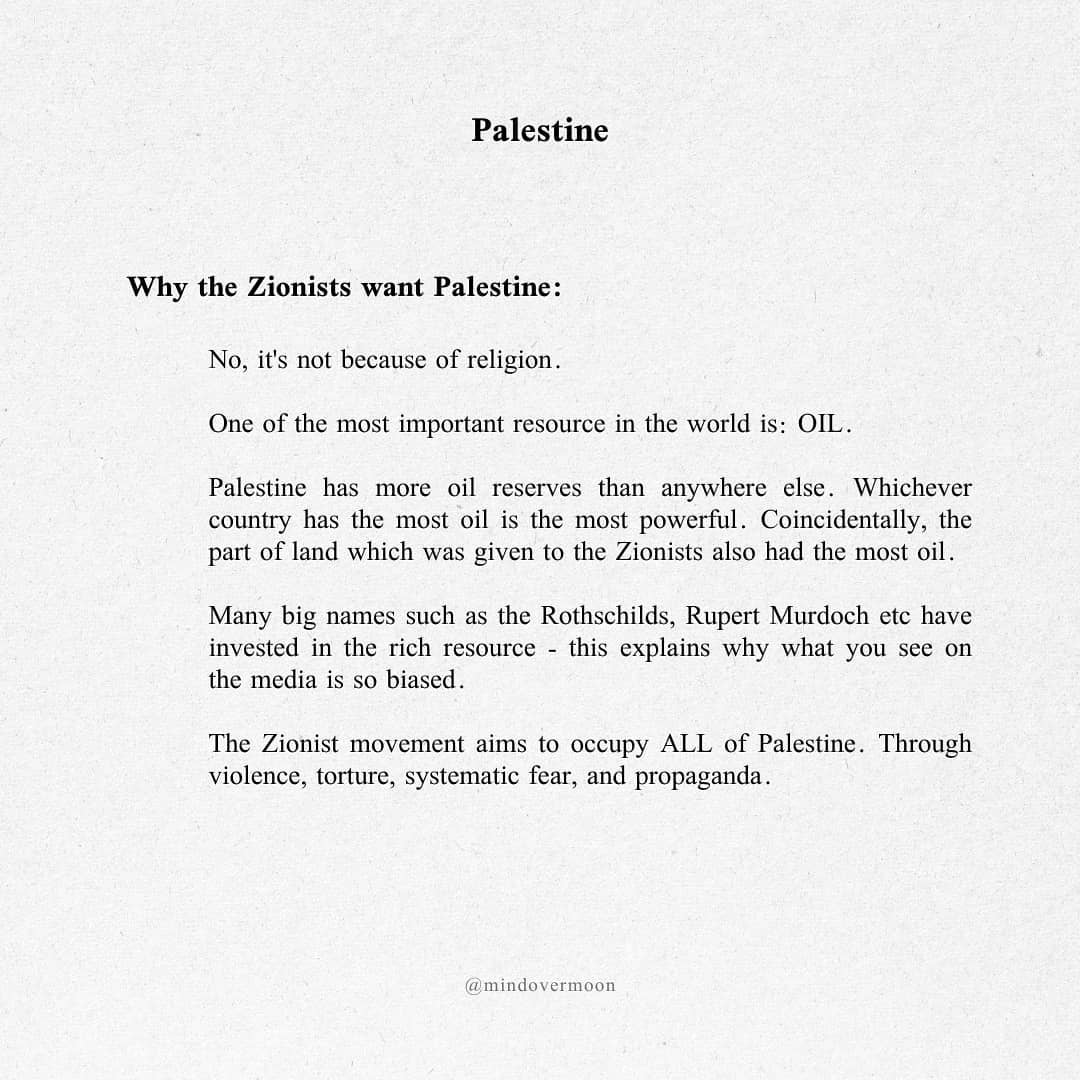 Palestine
Why the Zionists want Palestine:
No, it's not because of religion.
One of the most important resource in the world is: OIL.
Palestine has more oil reserves than anywhere else. Whichever
country has the most oil is the most powerful. Coincidentally, the
part of land which was given to the Zionists also had the most oil.
Many big names such as the Rothschilds, Rupert Murdoch etc have
invested in the rich resource - this explains why what you see on
the media is so biased.
The Zionist movement aims to occupy ALL of Palestine. Through
violence, torture, systematic fear, and propaganda.
@mindovermoon